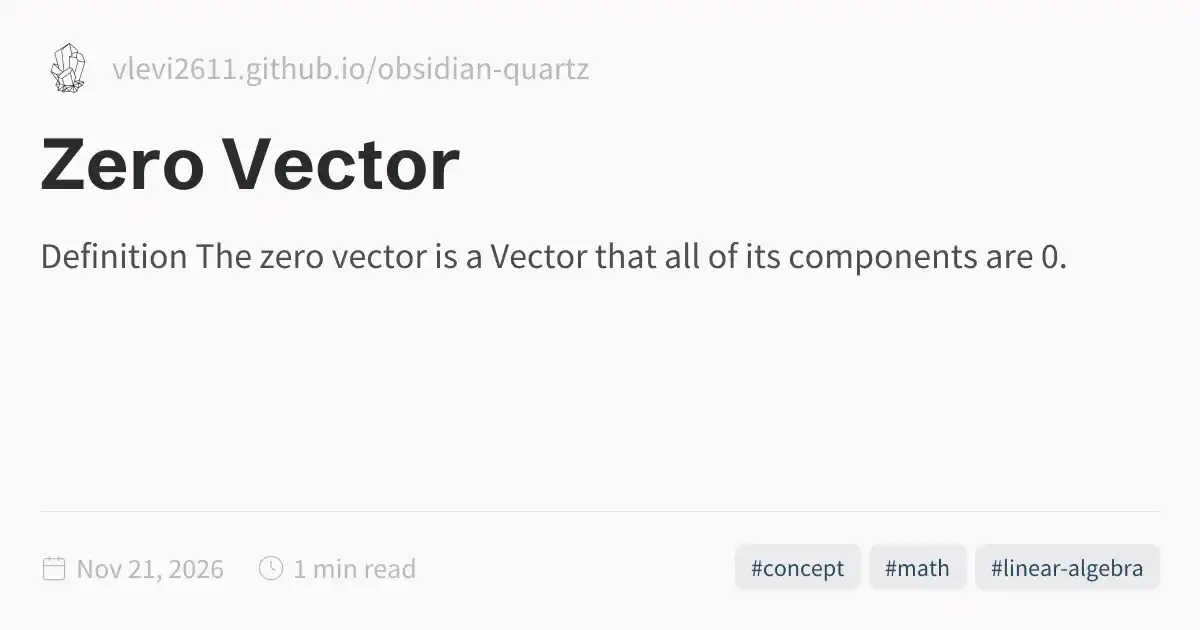 vlevi2611.github.io/obsidian-quartz
Zero Vector
Definition The zero vector is a Vector that all of its components are 0.
Nov 21, 2026 1 min read #concept #math #linear-algebra